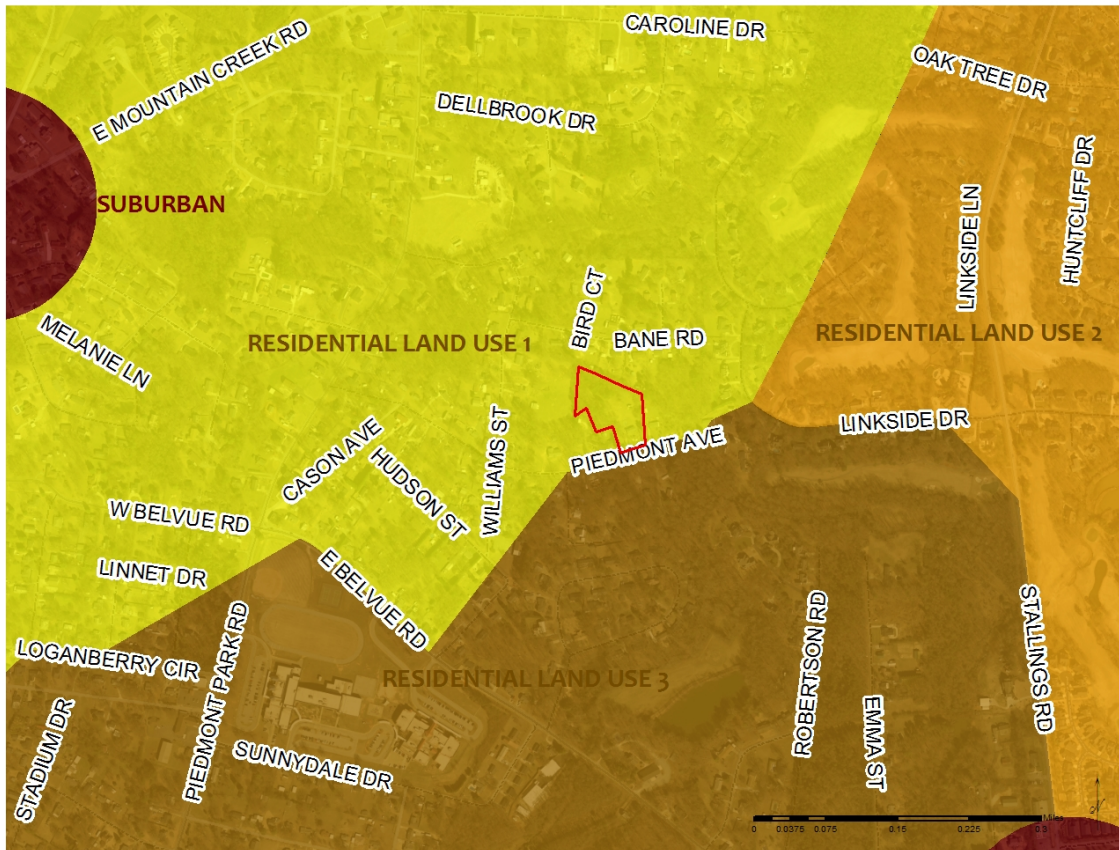 CAROLINE DR
E MOUNTAIN CREEK RD
OAK TREE DR
DELLBROOK DR
HUNTCLIFF DR
SUBURBAN
LINKSIDE LN
BIRD CT
MELANIE LN
RESIDENTIAL LAND USE 1
BANE RD
RESIDENTIAL LAND USE 2
LINKSIDE DR
CASON AVE
WILLIAMS ST
PIEDMONT AVE
HUDSON ST
W BELVUE RD
LINNET DR
E BELVUE RD
LOGANBERRY CIR
PIEDMONT PARK RD
RESIDENTIAL LAND USE 3
ROBERTSON RD
STALLINGS RD
STADIUM DR
EMMA ST
SUNNYDALE DR
N
Miles
0 0.0375 0.075 0.15 0.225 0.3